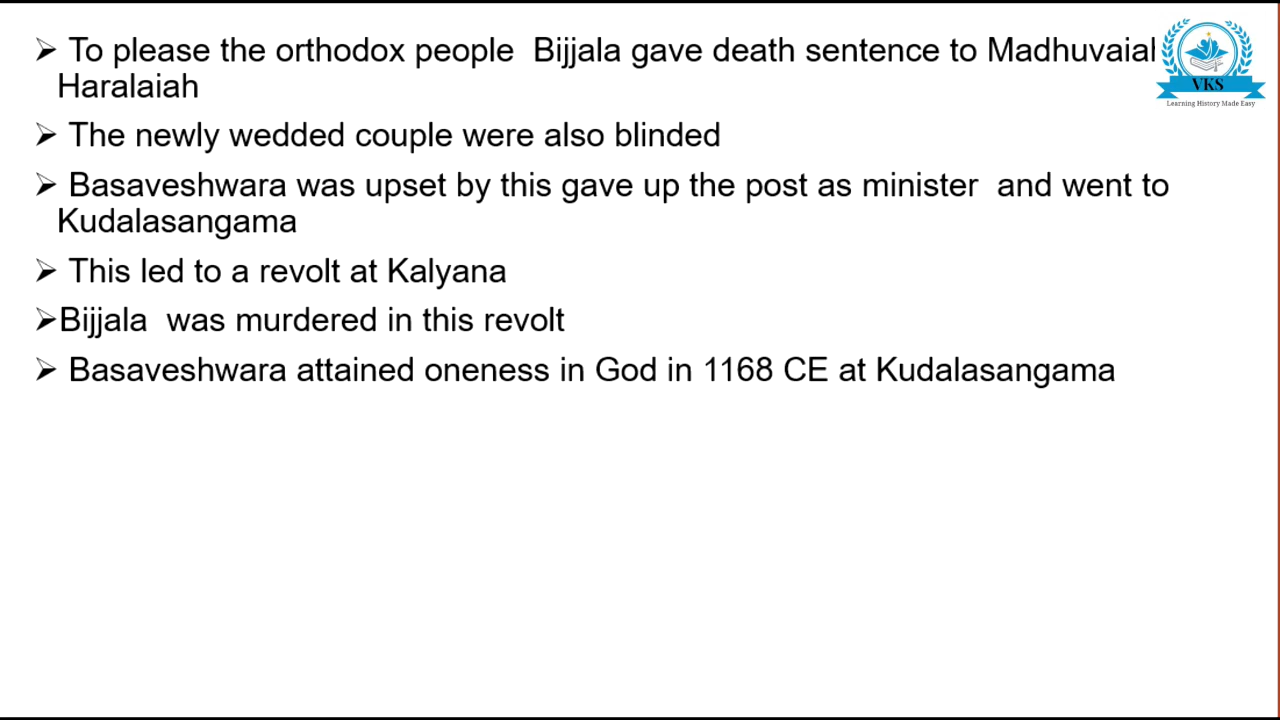 ➢ To please the orthodox people Bijjala gave death sentence to
Haralaiah
➢ The newly wedded couple were also blinded
➢ Basaveshwara was upset by this gave up the post as minister and went to
Kudalasangama
➢ This led to a revolt at Kalyana
➢Bijjala was murdered in this revolt
➢ Basaveshwara attained oneness in God in 1168 CE at Kudalasangama
VKS
Learning History Made Easy